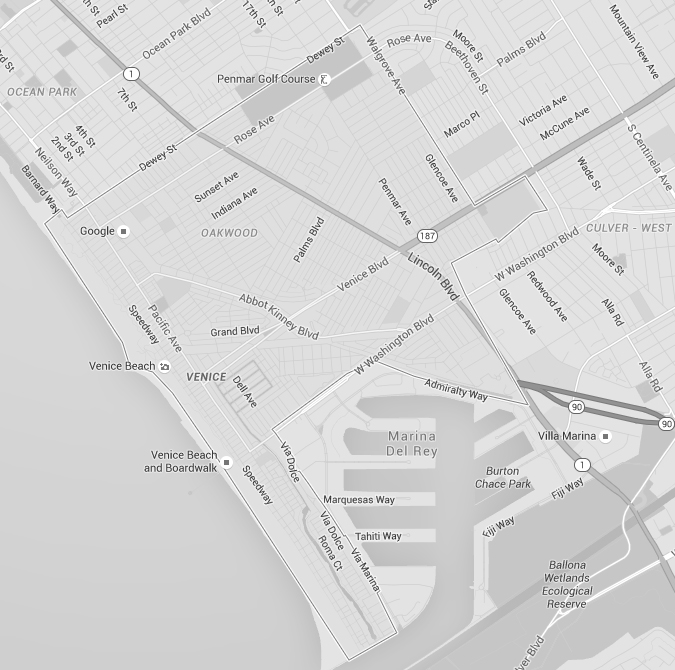 17th St
Pearl St
Ocean Park Blvd
Dewey St
Walgrove Ave
Rose Ave
Moore St
Beethoven St
Palms Blvd
Mountain View Ave
1
Penmar Golf Course
OCEAN PARK
7th St
Rose Ave
4th St
3rd St
2nd St
Neilson Way
Barnard Way
Dewey St
Marco Pl
Victoria Ave
McCune Ave
S Centinela Ave
Glencoe Ave
Wade St
Sunset Ave
Indiana Ave
Penmar Ave
Google
OAKWOOD
Palms Blvd
187
CULVER - WEST
W Washington Blvd
Moore St
Venice Blvd
Lincoln Blvd
Redwood Ave
Glencoe Ave
Alla Rd
Abbot Kinney Blvd
Speedway
Pacific Ave
Grand Blvd
W Washington Blvd
Venice Beach
VENICE
Dell Ave
Admiralty Way
Alla Rd
90
90
Marina
Del Rey
Villa Marina
Venice Beach
and Boardwalk
Via Dolce
Speedway
1
Burton
Chace Park
Fiji Way
Marquesas Way
Fiji Way
Via Dolce
Roma Ct
Tahiti Way
Via Marina
Ballona
Wetlands
Ecological
Reserve